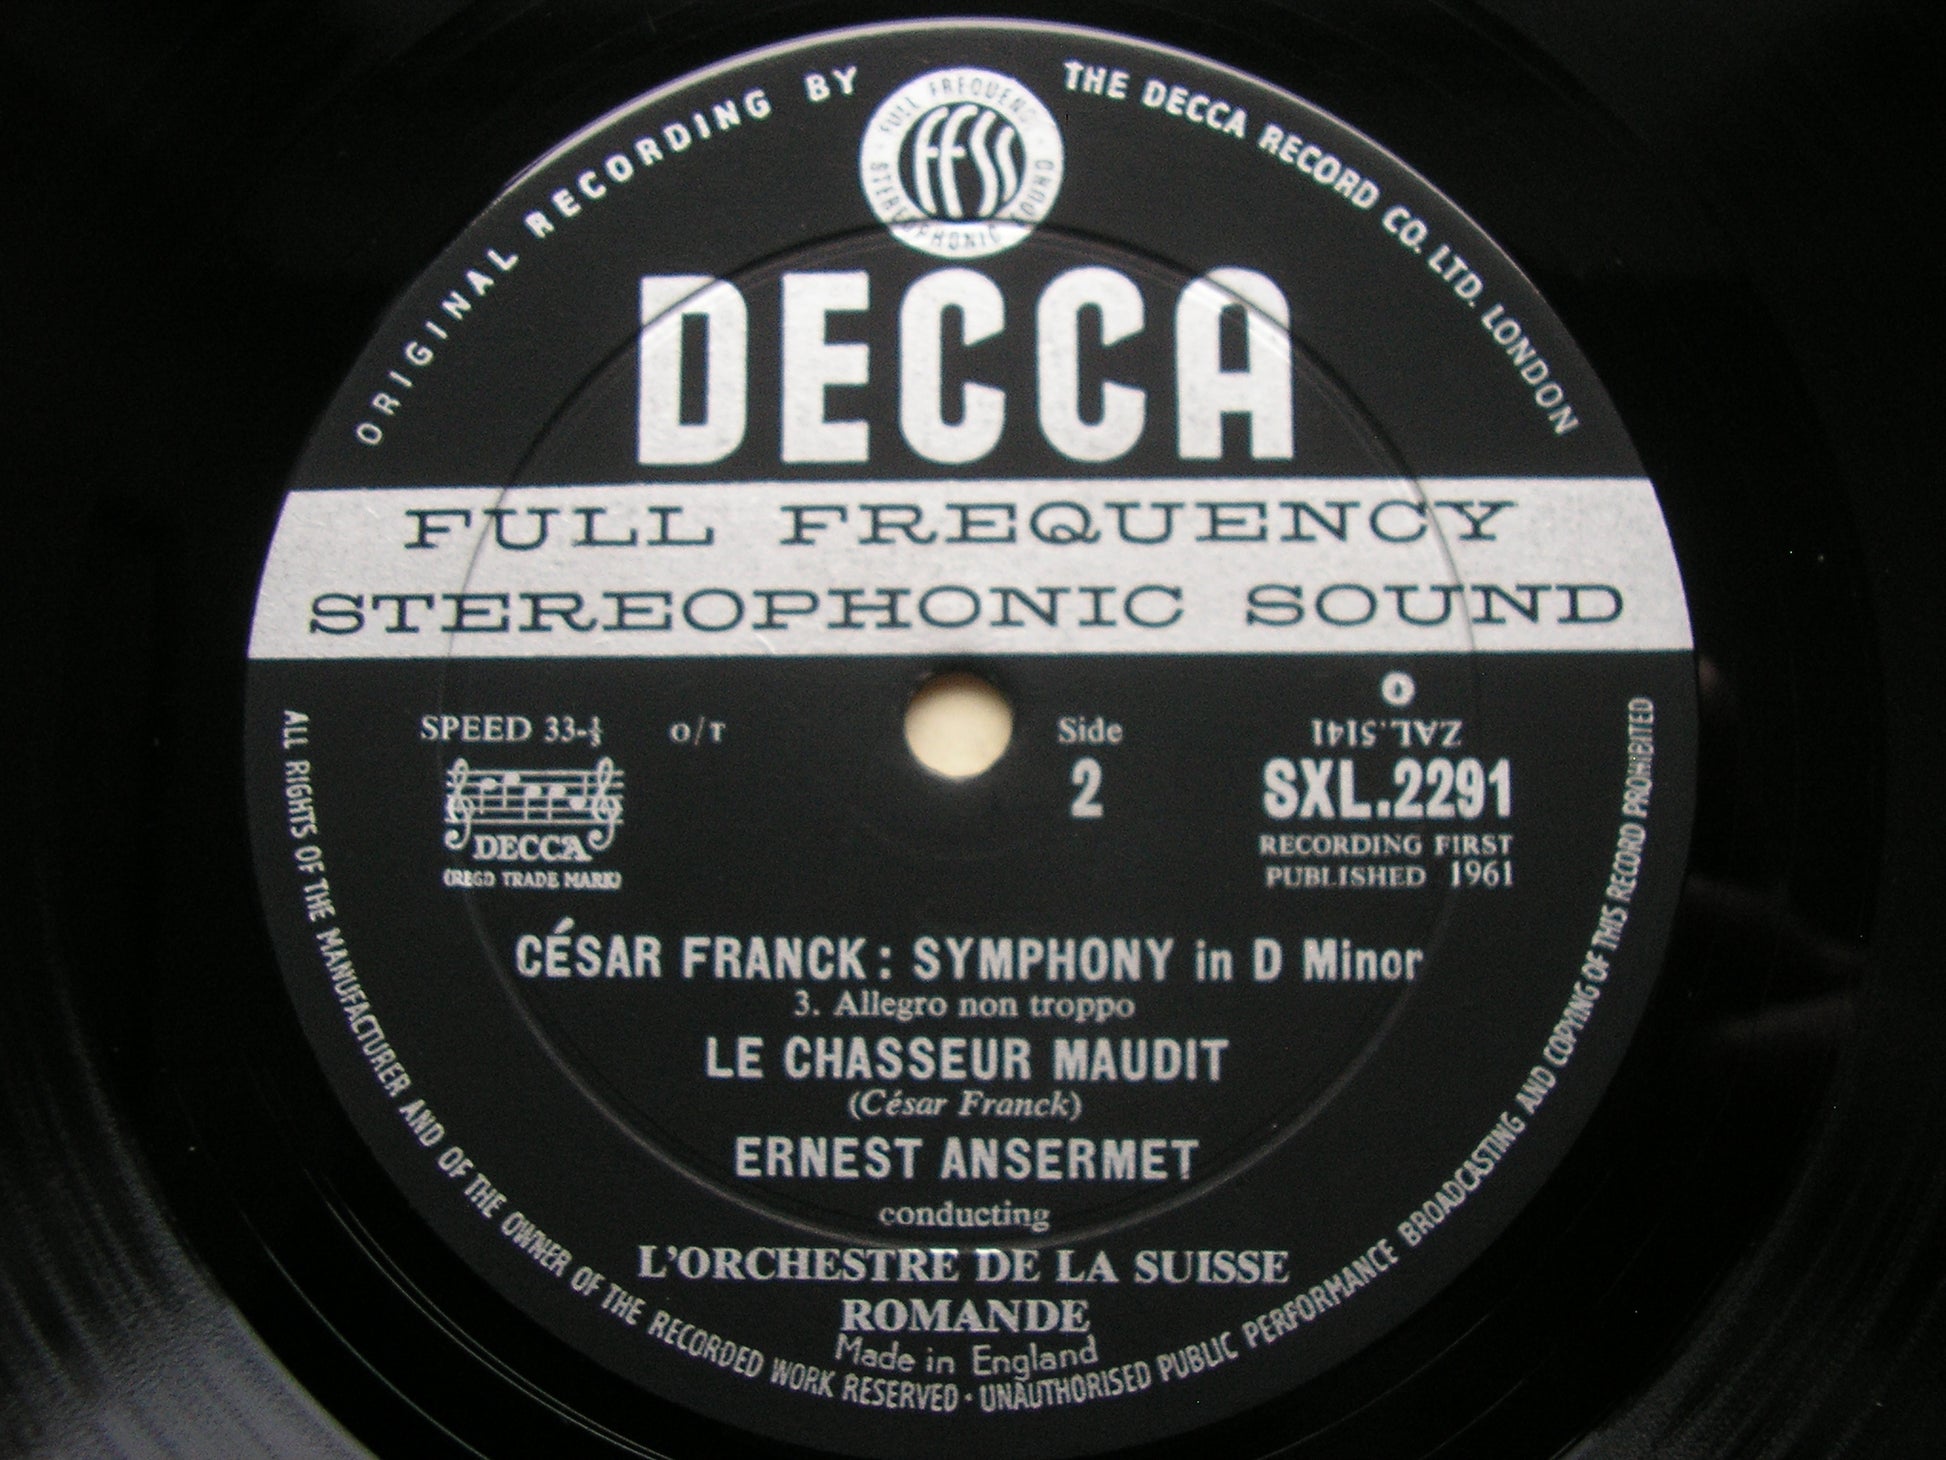 ORIGINAL RECORDING BY
THE DECCA RECORD CO. LTD. LONDON
FULL FREQUENCY
ffss
STEREOPHONIC SOUND
DECCA
FULL FREQUENCY
STEREOPHONIC SOUND
SPEED 33-⅓ O/T
DECCA
(REGD TRADE MARK)
Side
2
O
ZAL.5141
SXL.2291
RECORDING FIRST
PUBLISHED 1961
CÉSAR FRANCK: SYMPHONY in D Minor
3. Allegro non troppo
LE CHASSEUR MAUDIT
(César Franck)
ERNEST ANSERMET
conducting
L'ORCHESTRE DE LA SUISSE
ROMANDE
Made in England
ALL RIGHTS OF THE MANUFACTURER AND OF THE OWNER OF THE RECORDED WORK RESERVED · UNAUTHORISED PUBLIC PERFORMANCE BROADCASTING AND COPYING OF THIS RECORD PROHIBITED